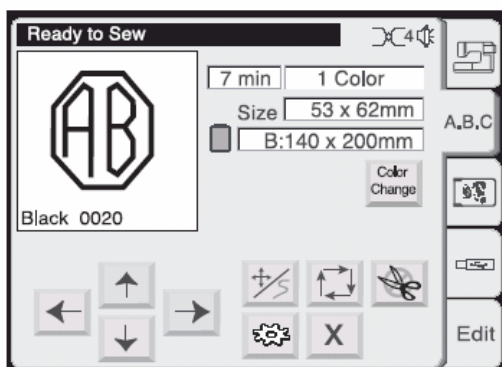 Ready to Sew
4
7 min
1 Color
Size
53 x 62mm
B:140 x 200mm
A.B.C
Color
Change
AB
Black 0020
X
Edit